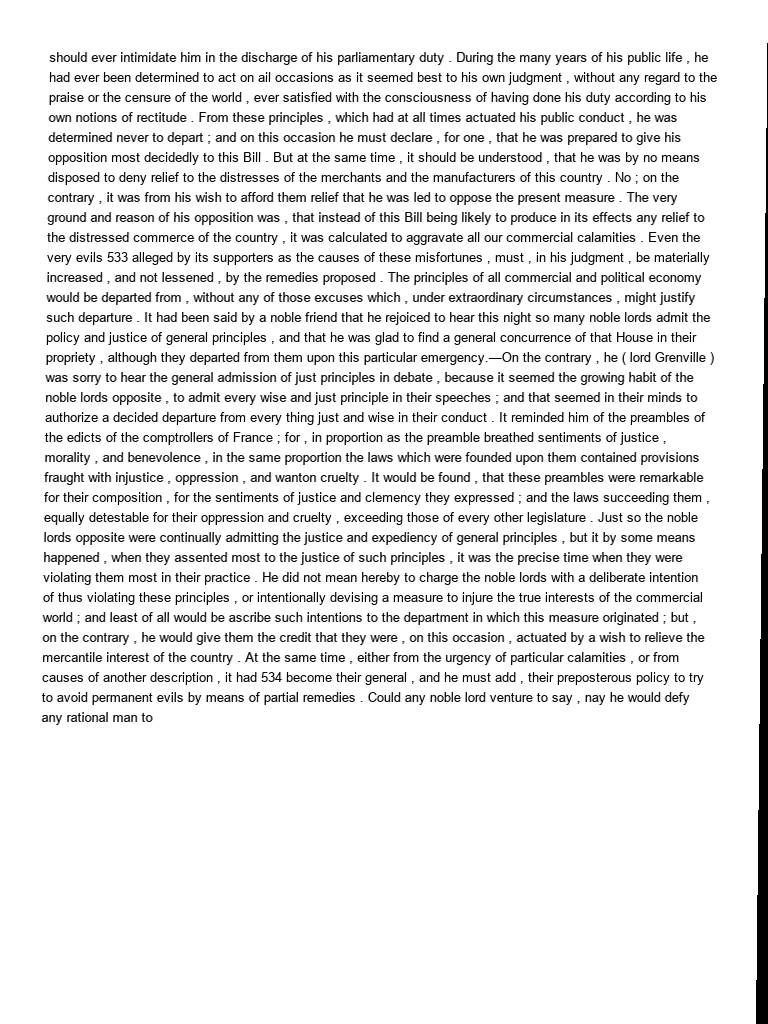 should ever intimidate him in the discharge of his parliamentary duty . During the many years of his public life , he
had ever been determined to act on ail occasions as it seemed best to his own judgment , without any regard to the
praise or the censure of the world , ever satisfied with the consciousness of having done his duty according to his
own notions of rectitude . From these principles , which had at all times actuated his public conduct , he was
determined never to depart ; and on this occasion he must declare , for one , that he was prepared to give his
opposition most decidedly to this Bill . But at the same time , it should be understood , that he was by no means
disposed to deny relief to the distresses of the merchants and the manufacturers of this country . No ; on the
contrary , it was from his wish to afford them relief that he was led to oppose the present measure . The very
ground and reason of his opposition was , that instead of this Bill being likely to produce in its effects any relief to
the distressed commerce of the country , it was calculated to aggravate all our commercial calamities . Even the
very evils 533 alleged by its supporters as the causes of these misfortunes , must , in his judgment , be materially
increased , and not lessened , by the remedies proposed . The principles of all commercial and political economy
would be departed from , without any of those excuses which , under extraordinary circumstances , might justify
such departure . It had been said by a noble friend that he rejoiced to hear this night so many noble lords admit the
policy and justice of general principles , and that he was glad to find a general concurrence of that House in their
propriety , although they departed from them upon this particular emergency.—On the contrary , he ( lord Grenville )
was sorry to hear the general admission of just principles in debate , because it seemed the growing habit of the
noble lords opposite , to admit every wise and just principle in their speeches ; and that seemed in their minds to
authorize a decided departure from every thing just and wise in their conduct . It reminded him of the preambles of
the edicts of the comptrollers of France ; for , in proportion as the preamble breathed sentiments of justice ,
morality , and benevolence , in the same proportion the laws which were founded upon them contained provisions
fraught with injustice , oppression , and wanton cruelty . It would be found , that these preambles were remarkable
for their composition , for the sentiments of justice and clemency they expressed ; and the laws succeeding them ,
equally detestable for their oppression and cruelty , exceeding those of every other legislature . Just so the noble
lords opposite were continually admitting the justice and expediency of general principles , but it by some means
happened , when they assented most to the justice of such principles , it was the precise time when they were
violating them most in their practice . He did not mean hereby to charge the noble lords with a deliberate intention
of thus violating these principles , or intentionally devising a measure to injure the true interests of the commercial
world ; and least of all would be ascribe such intentions to the department in which this measure originated ; but ,
on the contrary , he would give them the credit that they were , on this occasion , actuated by a wish to relieve the
mercantile interest of the country . At the same time , either from the urgency of particular calamities , or from
causes of another description , it had 534 become their general , and he must add , their preposterous policy to try
to avoid permanent evils by means of partial remedies . Could any noble lord venture to say , nay he would defy
any rational man to